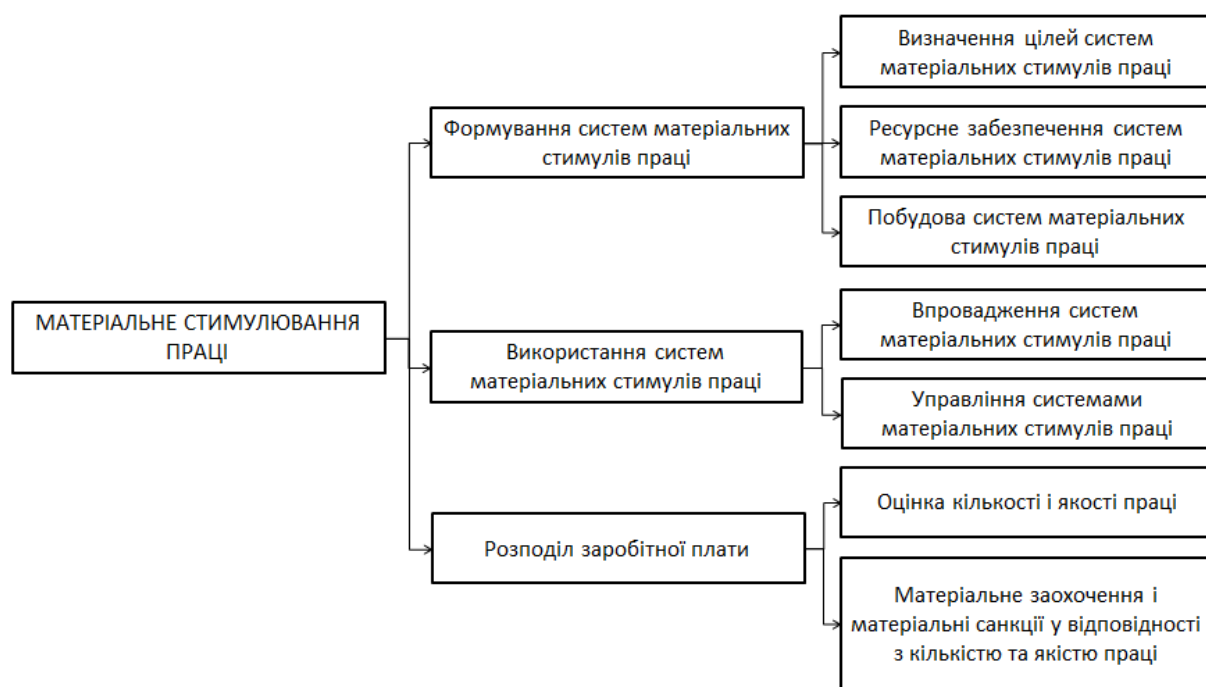 МАТЕРІАЛЬНЕ СТИМУЛЮВАННЯ
ПРАЦІ
Формування систем матеріальних
стимулів праці
Визначення цілей систем
матеріальних стимулів праці
Ресурсне забезпечення систем
матеріальних стимулів праці
Побудова систем матеріальних
стимулів праці
Використання систем
матеріальних стимулів праці
Впровадження систем
матеріальних стимулів праці
Управління системами
матеріальних стимулів праці
Розподіл заробітної плати
Оцінка кількості і якості праці
Матеріальне заохочення і
матеріальні санкції у відповідності
з кількістю та якістю праці